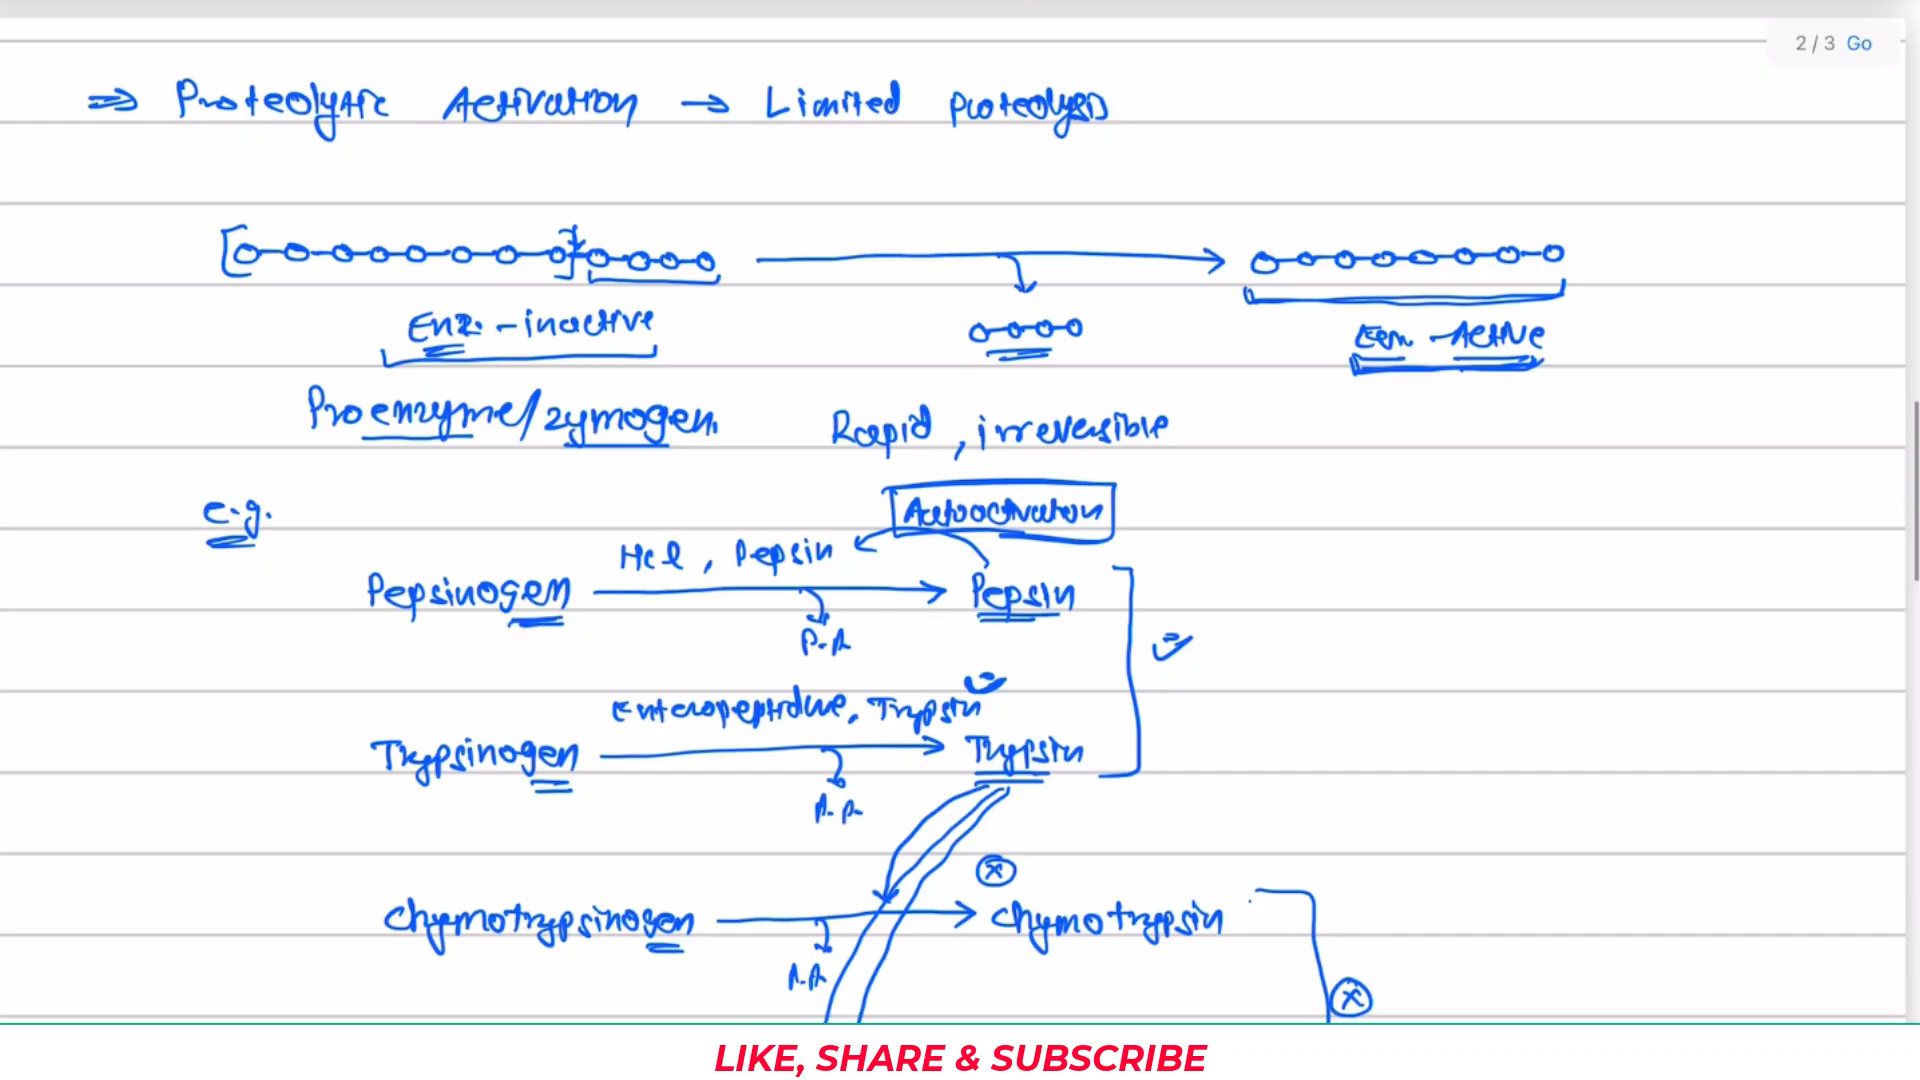 2 / 3 Go
⇒ Proteolytic Activation → Limited proteolysis
Enz. - inactive
Enz - Active
Proenzyme/zymogen.
Rapid, irreversible
e.g.
Autoactivation
Hcl, Pepsin
Pepsinogen
Pepsin
P.A
Enteropeptidase, Trypsin
Trypsinogen
Trypsin
P.A
x
Chymotrypsinogen
Chymotrypsin
P.A
x
LIKE, SHARE & SUBSCRIBE